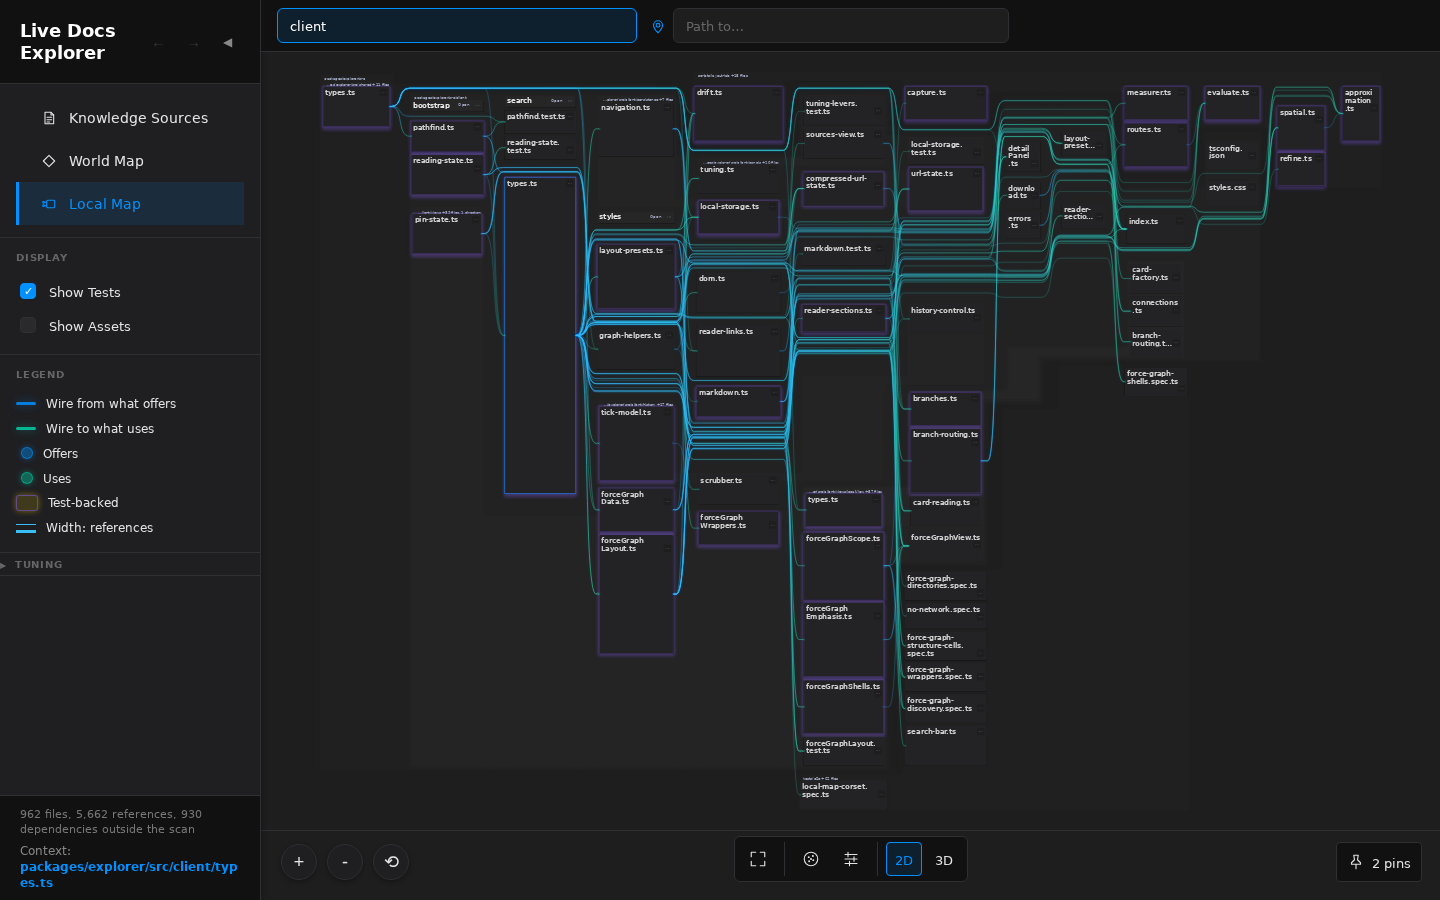 Live Docs
Explorer
← → ◀
client
Path to...
Knowledge Sources
World Map
Local Map
DISPLAY
Show Tests
Show Assets
LEGEND
Wire from what offers
Wire to what uses
Offers
Uses
Test-backed
Width: references
TUNING
962 files, 5,662 references, 930
dependencies outside the scan
Context:
packages/explorer/src/client/typ
es.ts
types.ts
bootstrap
Open
pathfind.ts
reading-state.ts
pin-state.ts
search
Open
pathfind.test.ts
reading-state.
test.ts
types.ts
navigation.ts
styles
Open
layout-presets.ts
graph-helpers.ts
tick-model.ts
forceGraph
Data.ts
forceGraph
Layout.ts
drift.ts
tuning.ts
local-storage.ts
dom.ts
reader-links.ts
markdown.ts
scrubber.ts
forceGraph
Wrappers.ts
tuning-levers.
test.ts
sources-view.ts
compressed-url-
state.ts
markdown.test.ts
reader-sections.ts
types.ts
forceGraphScope.ts
forceGraph
Emphasis.ts
forceGraphShells.ts
forceGraphLayout.
test.ts
local-map-corset.
spec.ts
capture.ts
local-storage.
test.ts
url-state.ts
history-control.ts
branches.ts
branch-routing.ts
card-reading.ts
forceGraphView.ts
force-graph-
directories.spec.ts
no-network.spec.ts
force-graph-
structure-cells.
spec.ts
force-graph-
wrappers.spec.ts
force-graph-
discovery.spec.ts
search-bar.ts
detail
Panel
.ts
downlo
ad.ts
errors
.ts
layout-
preset...
reader-
sectio...
measurer.ts
routes.ts
index.ts
card-
factory.ts
connections
.ts
branch-
routing.t...
force-graph-
shells.spec.ts
evaluate.ts
tsconfig.
json
styles.css
spatial.ts
refine.ts
approxi
mation
.ts
+
-
⟲
2D
3D
2 pins